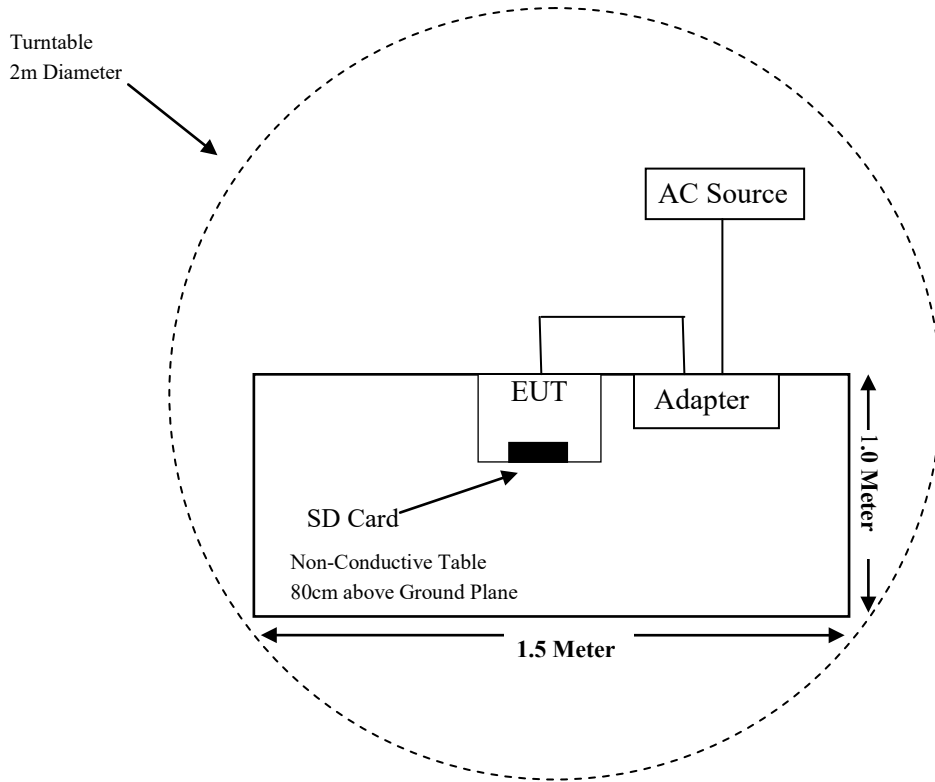 Turntable
2m Diameter
AC Source
EUT
Adapter
1.0 Meter
SD Card
Non-Conductive Table
80cm above Ground Plane
1.5 Meter